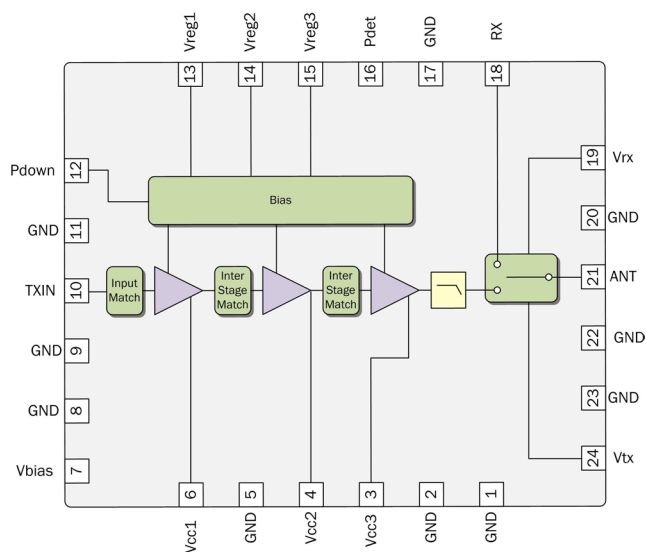 Vreg1
Vreg2
Vreg3
Pdet
GND
RX
13
14
15
16
17
18
Pdown
12
19
Vrx
Bias
GND
11
20
GND
TXIN
10
Input
Match
Inter
Stage
Match
Inter
Stage
Match
21
ANT
GND
9
22
GND
GND
8
23
GND
Vbias
7
24
Vtx
6
5
4
3
2
1
Vcc1
GND
Vcc2
Vcc3
GND
GND